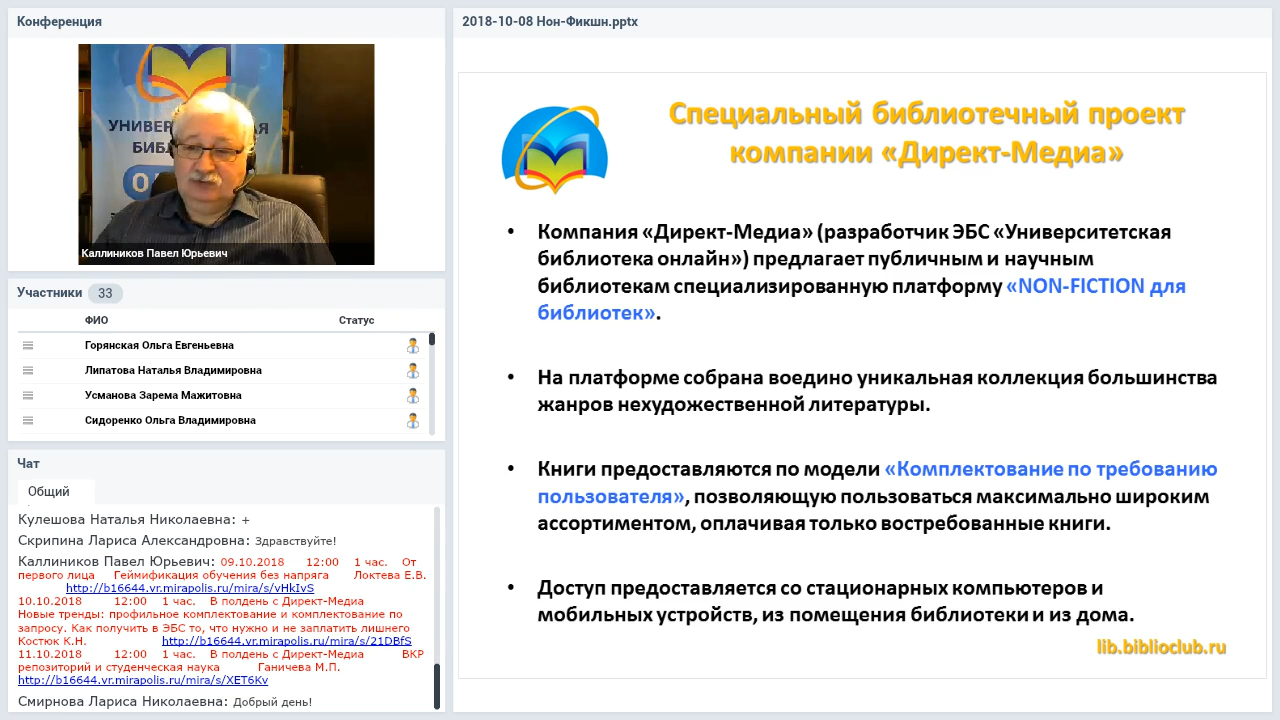 Конференция
УНИВЕР АЯ
БИБЛ
О
Каллиников Павел Юрьевич
Участники 33
ФИО Статус
Горянская Ольга Евгеньевна
Липатова Наталья Владимировна
Усманова Зарема Мажитовна
Сидоренко Ольга Владимировна
Чат
Общий
Кулешова Наталья Николаевна: +
Скрипина Лариса Александровна: Здравствуйте!
Каллиников Павел Юрьевич: 09.10.2018 12:00 1 час. От
первого лица Геймификация обучения без напряга Локтева Е.В.
http://b16644.vr.mirapolis.ru/mira/s/vHkIvS
10.10.2018 12:00 1 час. В полдень с Директ-Медиа
Новые тренды: профильное комплектование и комплектование по
запросу. Как получить в ЭБС то, что нужно и не заплатить лишнего
Костюк К.Н. http://b16644.vr.mirapolis.ru/mira/s/21DBfS
11.10.2018 12:00 1 час. В полдень с Директ-Медиа ВКР
репозиторий и студенческая наука Ганичева М.П.
http://b16644.vr.mirapolis.ru/mira/s/XET6Kv
Смирнова Лариса Николаевна: Добрый день!
2018-10-08 Нон-Фикшн.pptx
Специальный библиотечный проект
компании «Директ-Медиа»
• Компания «Директ-Медиа» (разработчик ЭБС «Университетская
библиотека онлайн») предлагает публичным и научным
библиотекам специализированную платформу «NON-FICTION для
библиотек».
• На платформе собрана воедино уникальная коллекция большинства
жанров нехудожественной литературы.
• Книги предоставляются по модели «Комплектование по требованию
пользователя», позволяющую пользоваться максимально широким
ассортиментом, оплачивая только востребованные книги.
• Доступ предоставляется со стационарных компьютеров и
мобильных устройств, из помещения библиотеки и из дома.
lib.biblioclub.ru